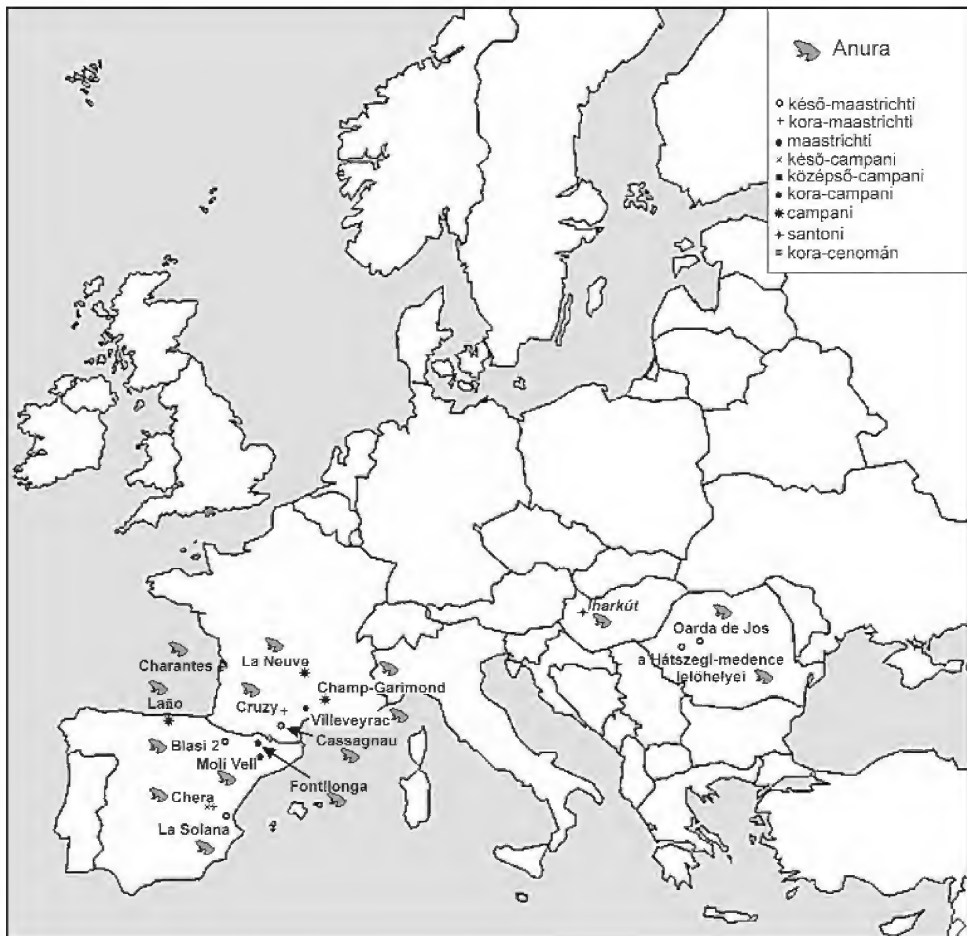 Anura
késő-maastrichti
kora-maastrichti
maastrichti
késő-campani
középső-campani
kora-campani
campani
santoni
kora-cenomán
Iharkút
Oarda de Jos
a Hátszegi-medence
lelőhelyei
Charantes
La Neuve
Champ-Garimond
Laño
Cruzy
Villeveyrac
Cassagnau
Blasi 2
Moli Vell
Fontllonga
Chera
La Solana